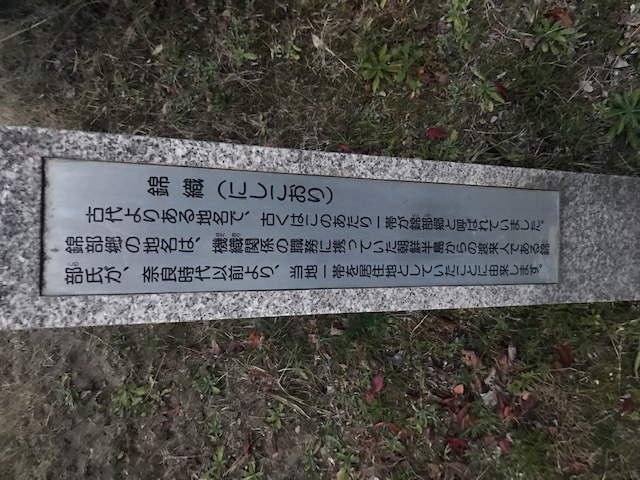 錦織(にしこおり)
古代よりある地名で、古くはこのあたり一帯が錦部郷と呼ばれていました。
錦部郷の地名は、機織関係の職務に携っていた朝鮮半島からの渡来人である錦
部氏が、奈良時代以前より、当地一帯を居住地としていたことに由来します。